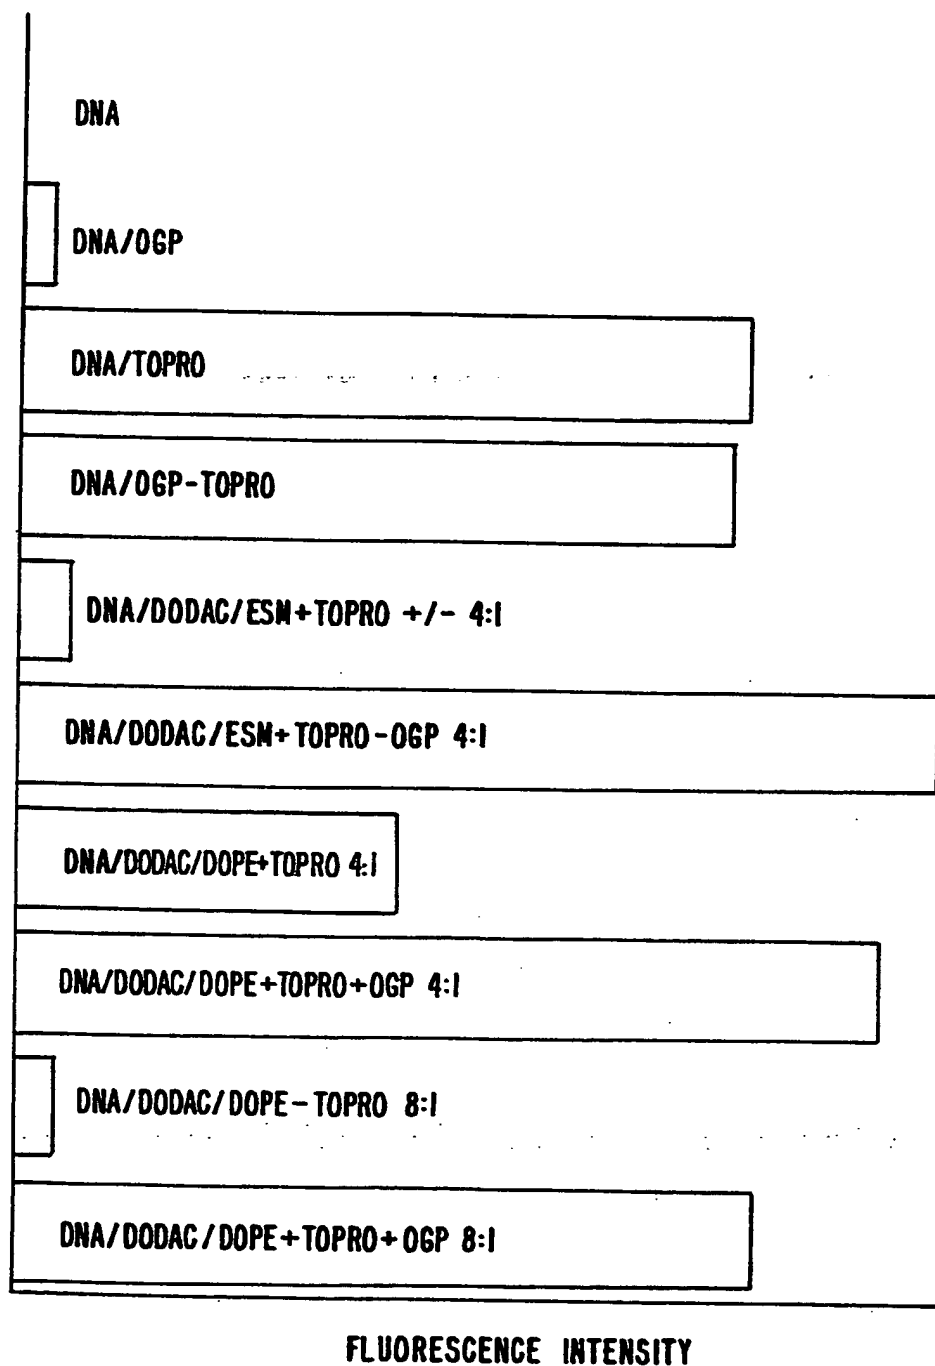 DNA
DNA/OGP
DNA/TOPRO
DNA/OGP-TOPRO
DNA/DODAC/ESM+TOPRO +/- 4:1
DNA/DODAC/ESM+TOPRO-OGP 4:1
DNA/DODAC/DOPE+TOPRO 4:1
DNA/DODAC/DOPE+TOPRO+OGP 4:1
DNA/DODAC/DOPE-TOPRO 8:1
DNA/DODAC/DOPE+TOPRO+OGP 8:1
FLUORESCENCE INTENSITY